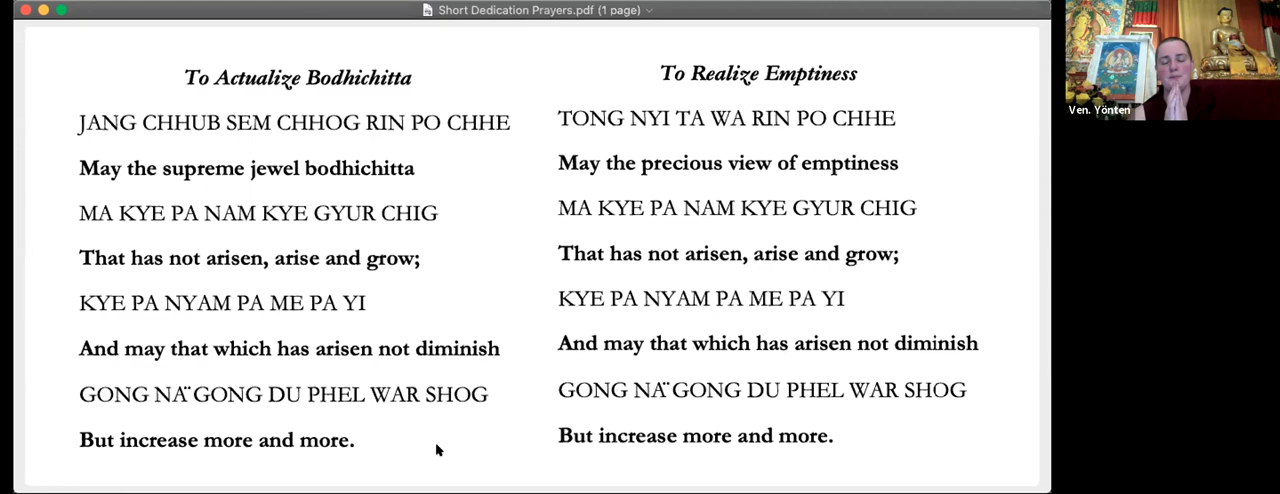 Short Dedication Prayers.pdf (1 page)
To Actualize Bodhichitta
JANG CHHUB SEM CHHOG RIN PO CHHE
May the supreme jewel bodhichitta
MA KYE PA NAM KYE GYUR CHIG
That has not arisen, arise and grow;
KYE PA NYAM PA ME PA YI
And may that which has arisen not diminish
GONG NA¨ GONG DU PHEL WAR SHOG
But increase more and more.
To Realize Emptiness
TONG NYI TA WA RIN PO CHHE
May the precious view of emptiness
MA KYE PA NAM KYE GYUR CHIG
That has not arisen, arise and grow;
KYE PA NYAM PA ME PA YI
And may that which has arisen not diminish
GONG NA¨ GONG DU PHEL WAR SHOG
But increase more and more.
Ven. Yönten